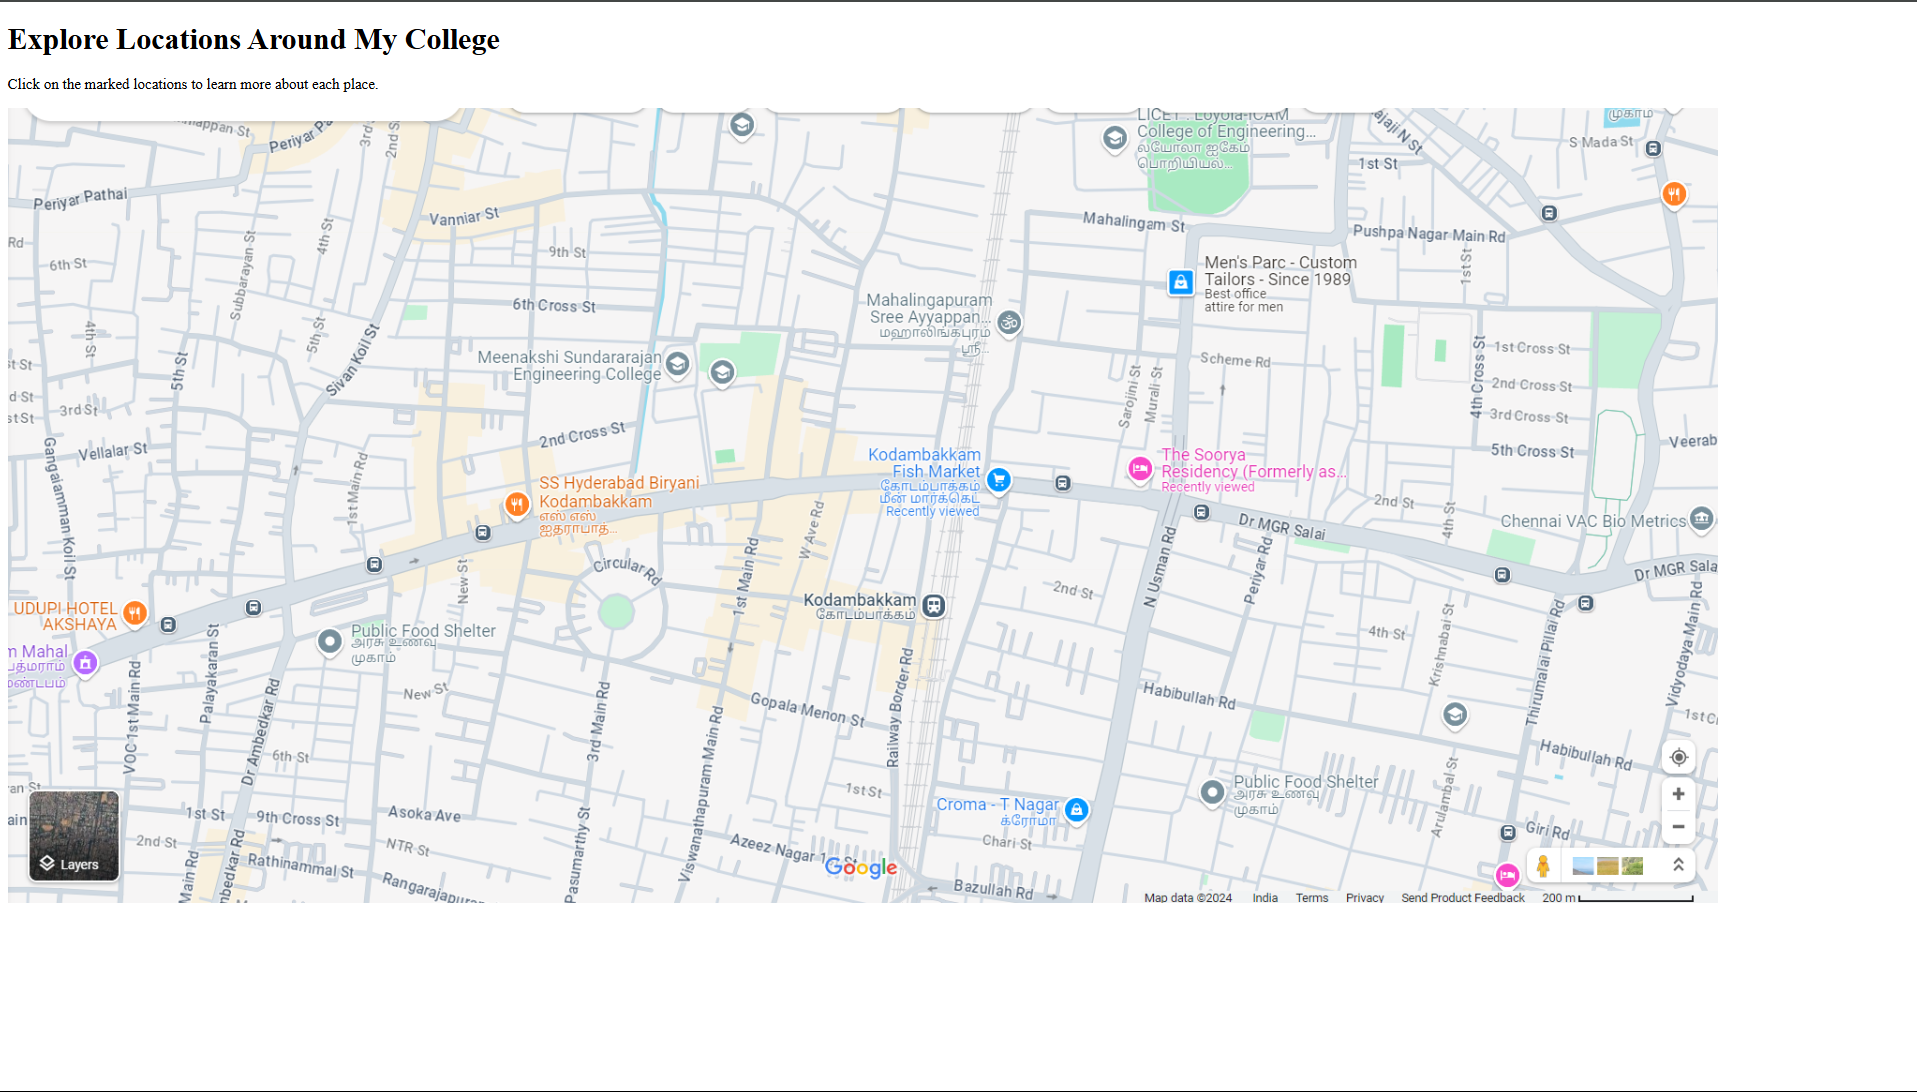 Explore Locations Around My College
Click on the marked locations to learn more about each place.
Periyar Pathai
Vanniar St
9th St
6th St
6th Cross St
Subbarayan St
4th St
5th St
Sivan Koil St
4th St
5th St
3rd St
Vellalar St
Gangaiamman Koil St
1st Main Rd
2nd Cross St
Meenakshi Sundararajan
Engineering College
LICET : Loyola-ICAM
College of Engineering...
லயோலா ஐகேம்
பொறியியல்...
Mahalingam St
Pushpa Nagar Main Rd
1st St
S Mada St
முகாம்
1st St
Men's Parc - Custom
Tailors - Since 1989
Best office
attire for men
Mahalingapuram
Sree Ayyappan...
மஹாலிங்கபுரம்
ஸ்ரீ...
Scheme Rd
Sarojini St
Murali St
4th Cross St
1st Cross St
2nd Cross St
3rd Cross St
5th Cross St
Veerab
Kodambakkam
Fish Market
கோடம்பாக்கம்
மீன் மார்க்கெட்
Recently viewed
The Soorya
Residency (Formerly as...
Recently viewed
SS Hyderabad Biryani
Kodambakkam
எஸ் எஸ்
ஐதராபாத்...
2nd St
4th St
Chennai VAC Bio Metrics
Dr MGR Salai
Dr MGR Sala
N Usman Rd
Periyar Rd
W Ave Rd
1st Main Rd
Circular Rd
New St
Kodambakkam
கோடம்பாக்கம்
2nd St
4th St
Krishnabai St
Thirumalai Pillai Rd
Vidyodaya Main Rd
UDUPI HOTEL
AKSHAYA
m Mahal
பத்மராம்
மண்டபம்
Public Food Shelter
அரசு உணவு
முகாம்
VOC 1st Main Rd
Palayakaran St
Dr Ambedkar Rd
New St
3rd Main Rd
Gopala Menon St
Railway Border Rd
Viswanathapuram Main Rd
Habibullah Rd
Habibullah Rd
6th St
1st St
Public Food Shelter
அரசு உணவு
முகாம்
Arulambal St
Croma - T Nagar
க்ரோமா
Chari St
Giri Rd
1st St
9th Cross St
Asoka Ave
2nd St
NTR St
Rathinammal St
Pasumarthy St
Azeez Nagar
Bazullah Rd
Layers
Google
Map data ©2024 India Terms Privacy Send Product Feedback 200 m